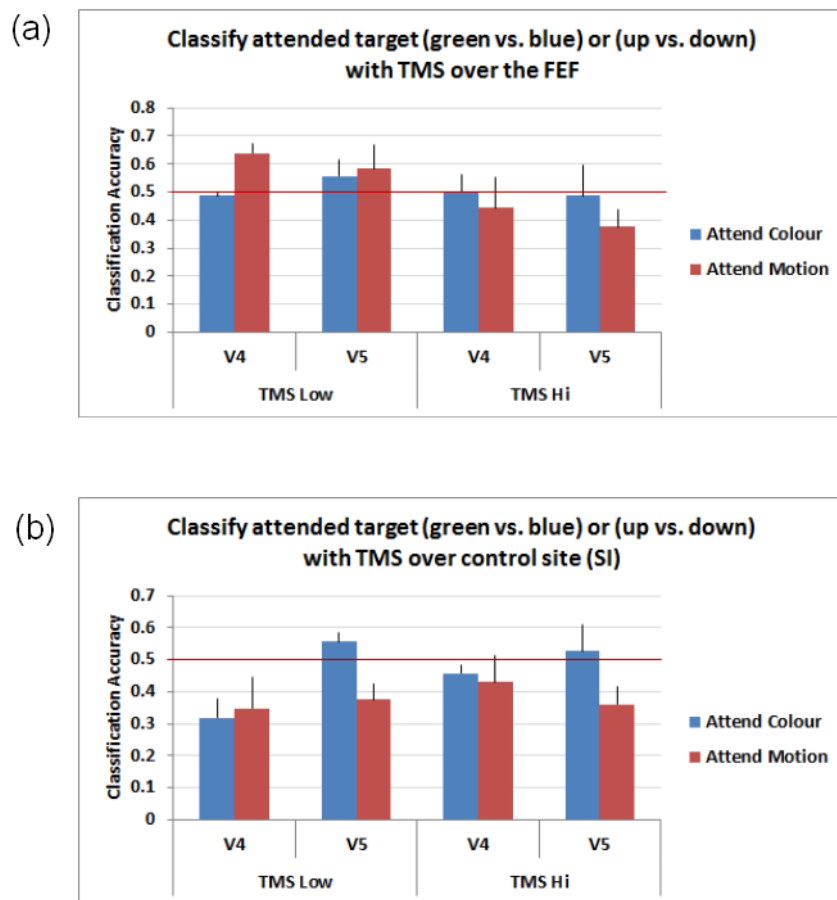 (a)
Classify attended target (green vs. blue) or (up vs. down)
with TMS over the FEF
Classification Accuracy
0.8
0.7
0.6
0.5
0.4
0.3
0.2
0.1
0
V4 V5 V4 V5
TMS Low TMS Hi
Attend Colour
Attend Motion
(b)
Classify attended target (green vs. blue) or (up vs. down)
with TMS over control site (SI)
Classification Accuracy
0.7
0.6
0.5
0.4
0.3
0.2
0.1
0
V4 V5 V4 V5
TMS Low TMS Hi
Attend Colour
Attend Motion